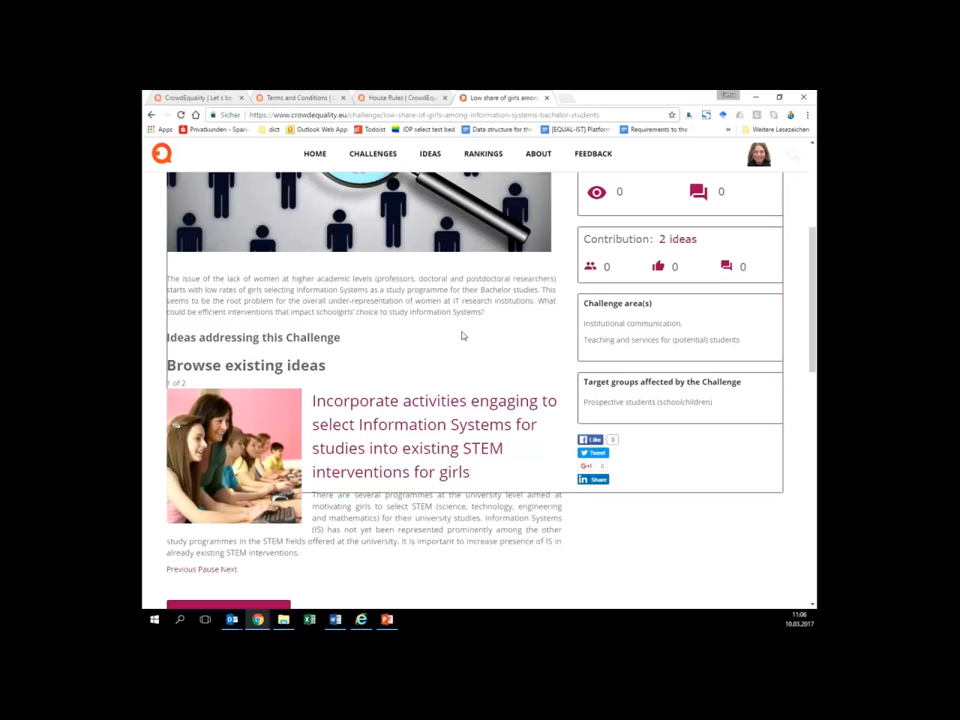 CrowdEquality | Let's be
Terms and Conditions |
House Rules | CrowdEq
Low share of girls amon
Sicher
https://www.crowdequality.eu/challenge/low-share-of-girls-among-information-systems-bachelor-students
Apps
Privatkunden - Span
dict
Outlook Web App
Todoist
IDP select test bed
Data structure for the
[EQUAL-IST] Platform
Requirements to the
»
Weitere Lesezeichen
HOME CHALLENGES IDEAS RANKINGS ABOUT FEEDBACK
0 0
Contribution: 2 ideas
0 0 0
The issue of the lack of women at higher academic levels (professors, doctoral and postdoctoral researchers)
starts with low rates of girls selecting Information Systems as a study programme for their Bachelor studies. This
seems to be the root problem for the overall under-representation of women at IT research institutions. What
could be efficient interventions that impact schoolgirls' choice to study Information Systems?
Challenge area(s)
Institutional communication,
Teaching and services for (potential) students
Ideas addressing this Challenge
Browse existing ideas
1 of 2
Target groups affected by the Challenge
Prospective students (schoolchildren)
Incorporate activities engaging to
select Information Systems for
studies into existing STEM
interventions for girls
Like 0
Tweet
G+1 0
in Share
There are several programmes at the university level aimed at
motivating girls to select STEM (science, technology, engineering
and mathematics) for their university studies. Information Systems
(IS) has not yet been represented prominently among the other
study programmes in the STEM fields offered at the university. It is important to increase presence of IS in
already existing STEM interventions.
Previous Pause Next
11:06
10.03.2017